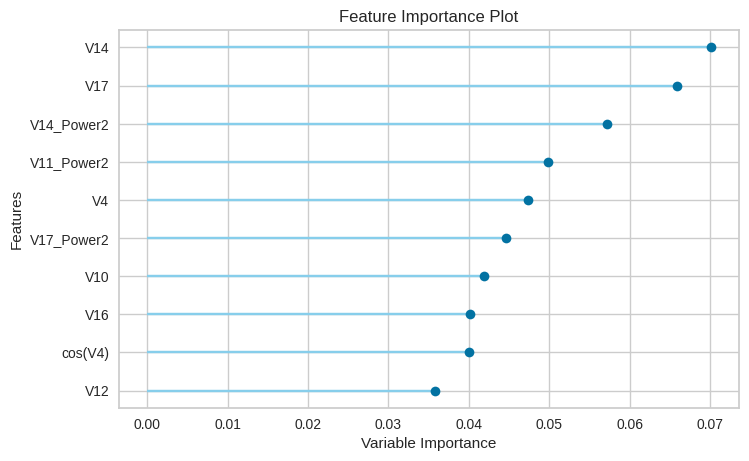 Feature Importance Plot
Features
V14
V17
V14_Power2
V11_Power2
V4
V17_Power2
V10
V16
cos(V4)
V12
0.00 0.01 0.02 0.03 0.04 0.05 0.06 0.07
Variable Importance